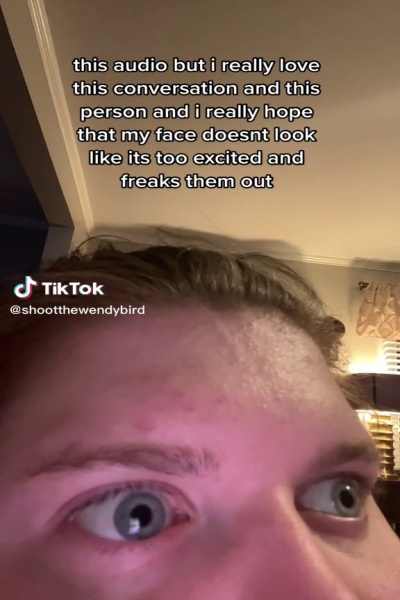 this audio but i really love
this conversation and this
person and i really hope
that my face doesnt look
like its too excited and
freaks them out
TikTok
@shootthewendybird